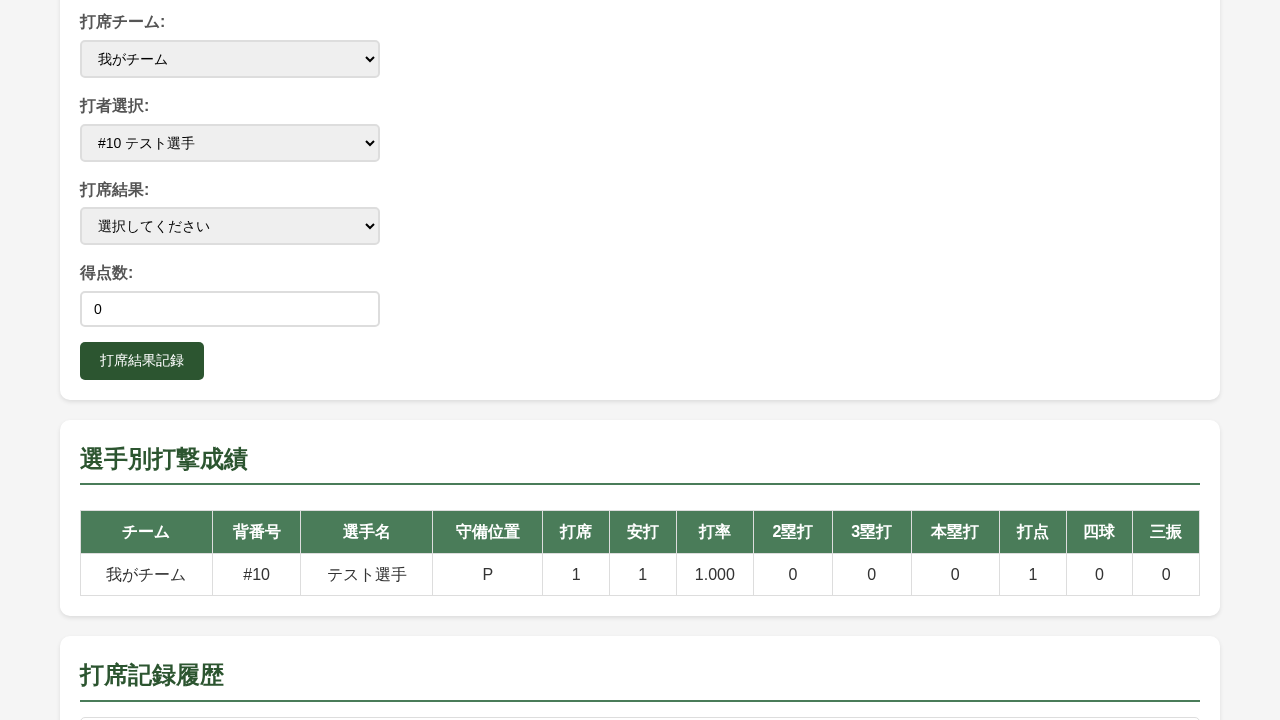 打席チーム:
我がチーム
打者選択:
#10 テスト選手
打席結果:
選択してください
得点数:
0
打席結果記録
選手別打撃成績
チーム 背番号 選手名 守備位置 打席 安打 打率 2塁打 3塁打 本塁打 打点 四球 三振
我がチーム #10 テスト選手 P 1 1 1.000 0 0 0 1 0 0
打席記録履歴